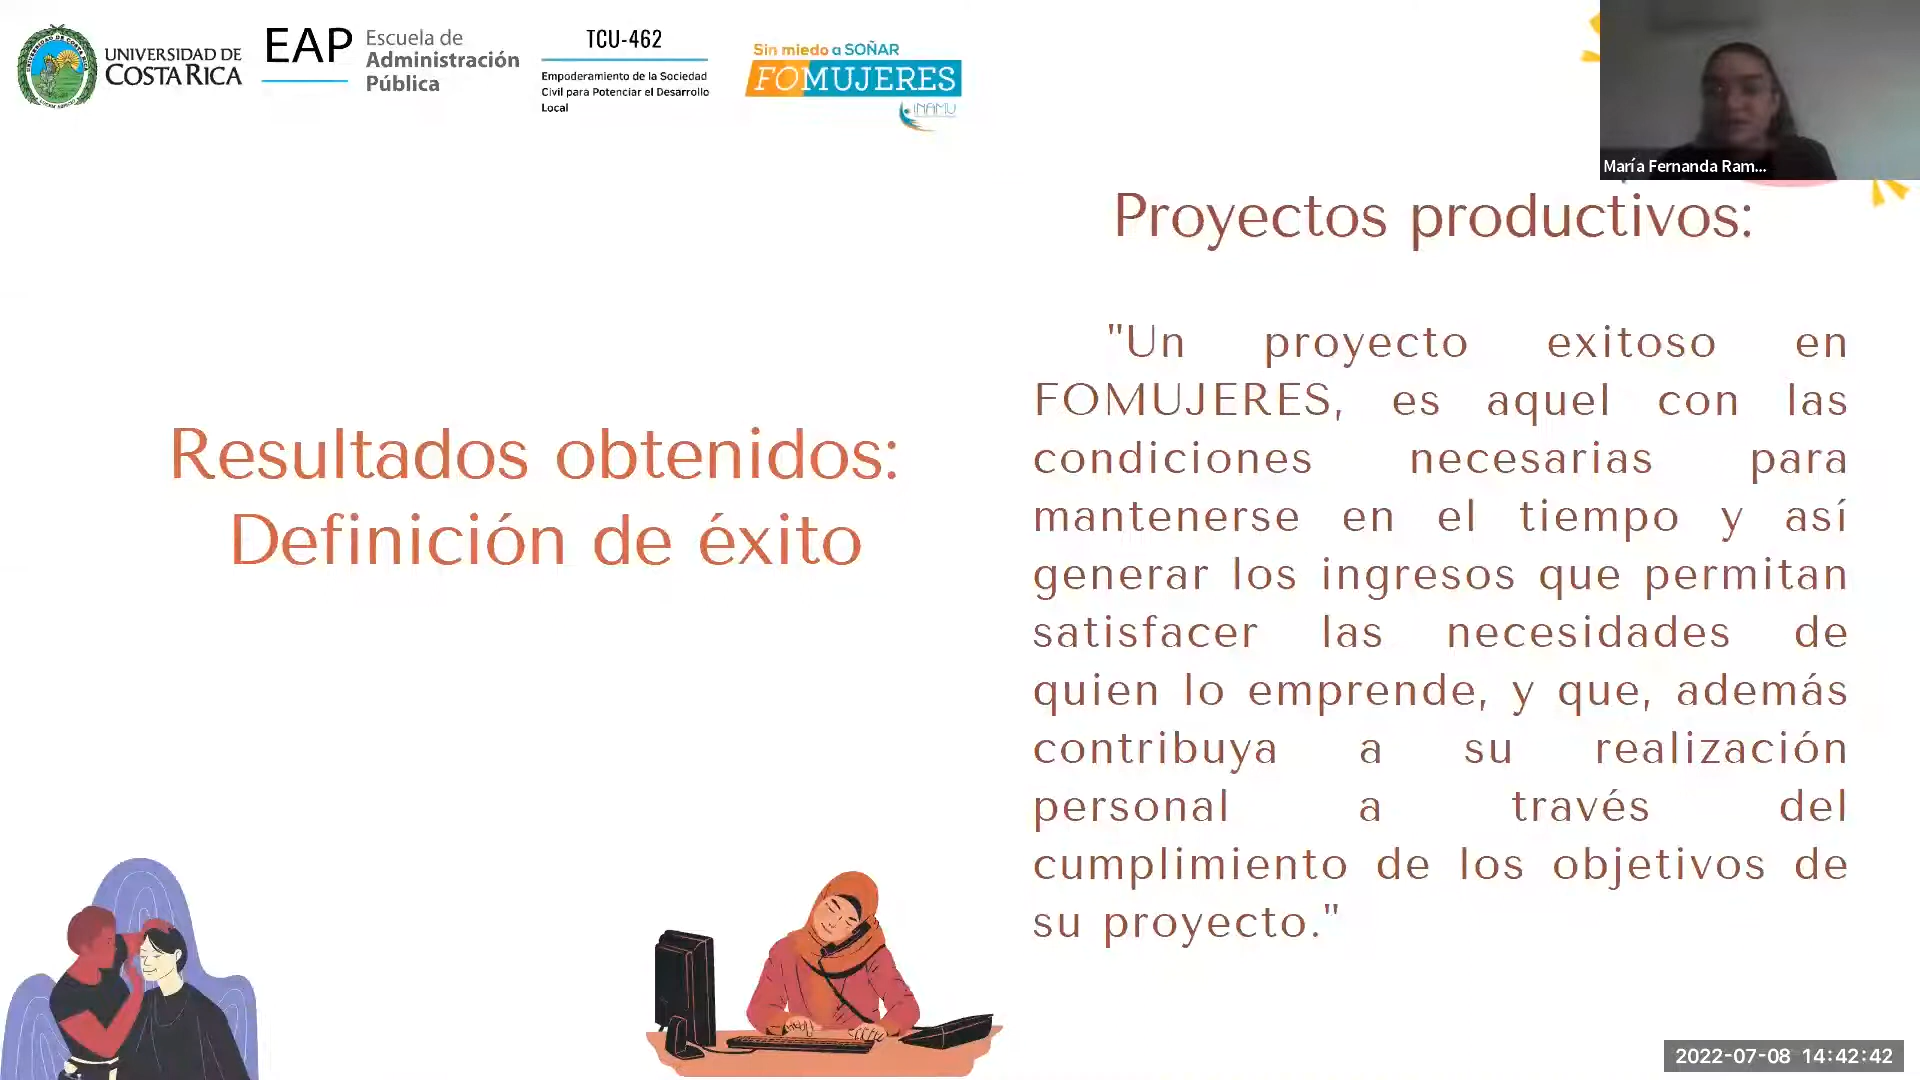 UNIVERSIDAD DE
COSTA RICA
EAP
Escuela de
Administración
Pública
TCU-462
Empoderamiento de la Sociedad
Civil para Potenciar el Desarrollo
Local
Sin miedo a SOÑAR
FOMUJERES
INAMU
María Fernanda Ram...
Resultados obtenidos:
Definición de éxito
Proyectos productivos:
"Un proyecto exitoso en
FOMUJERES, es aquel con las
condiciones necesarias para
mantenerse en el tiempo y así
generar los ingresos que permitan
satisfacer las necesidades de
quien lo emprende, y que, además
contribuya a su realización
personal a través del
cumplimiento de los objetivos de
su proyecto."
2022-07-08 14:42:42